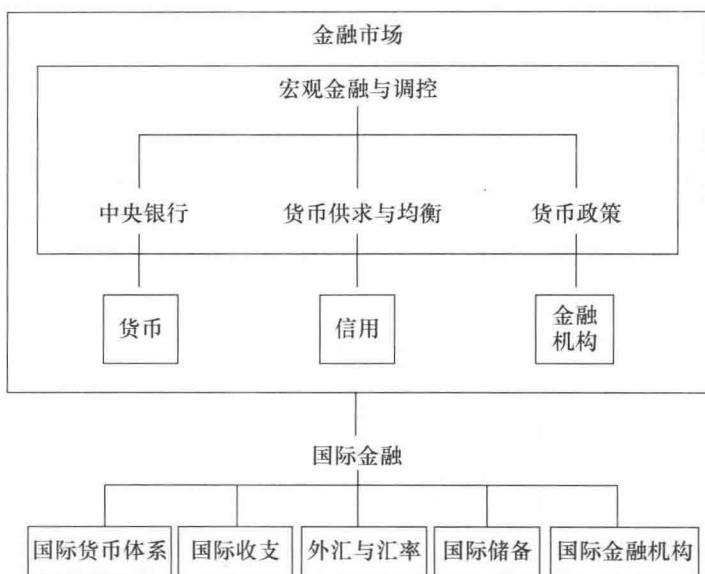 金融市场
宏观金融与调控
中央银行
货币供求与均衡
货币政策
货币
信用
金融
机构
国际金融
国际货币体系
国际收支
外汇与汇率
国际储备
国际金融机构